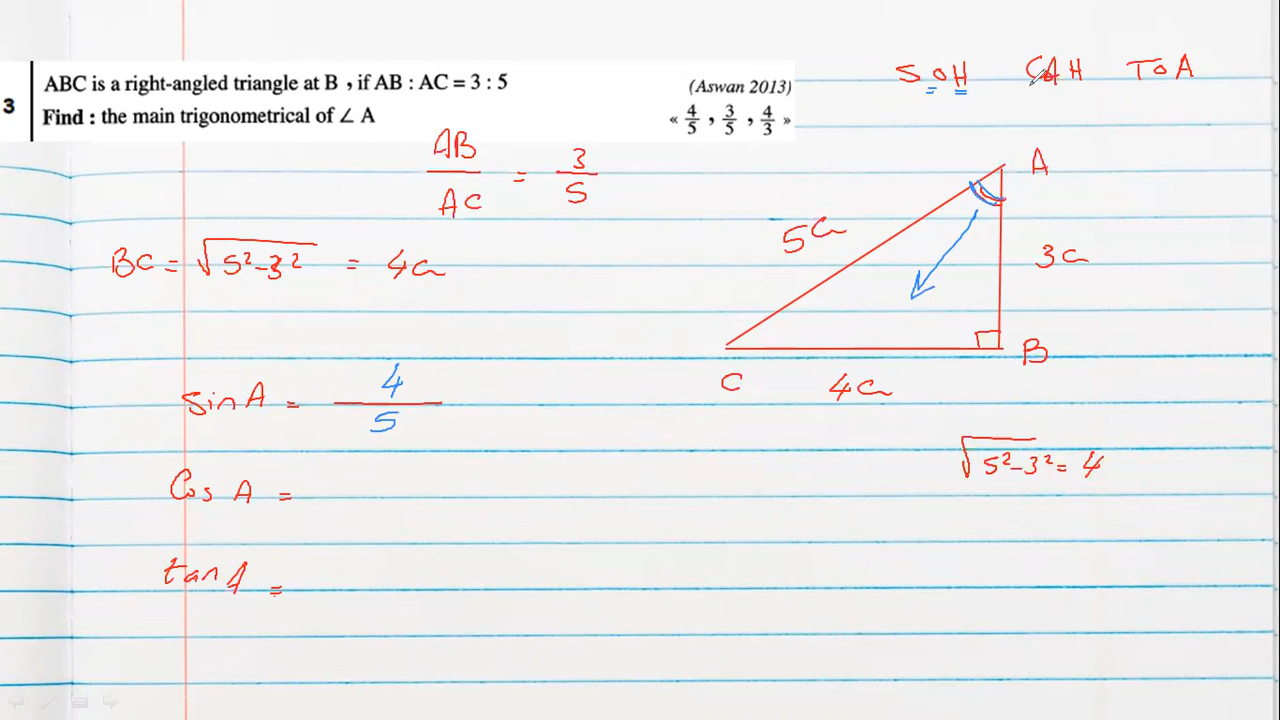 3
ABC is a right-angled triangle at B , if AB : AC = 3 : 5
(Aswan 2013)
Find : the main trigonometrical of ∠ A
« 4/5 , 3/5 , 4/3 »
SOH CAH TOA
AB/AC = 3/5
BC = √5²-3² = 4cm
A
5cm
3cm
B
C
4cm
sin A = 4/5
√5²-3² = 4
Cos A =
tan A =